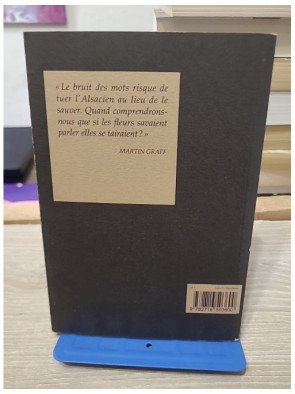 « Le bruit des mots risque de
tuer l'Alsacien au lieu de le
sauver. Quand comprendrons-
nous que si les fleurs savaient
parler elles se tairaient ? »
MARTIN GRAFF